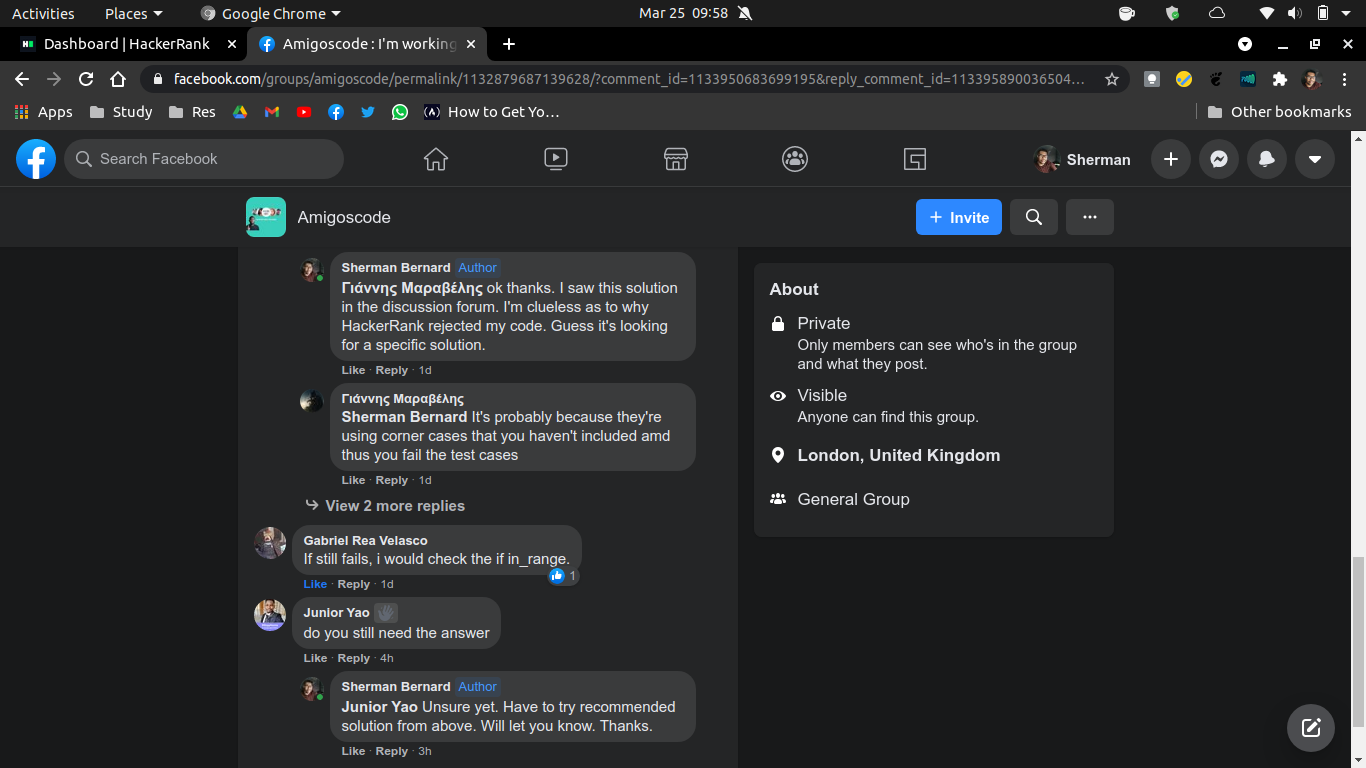 Activities Places Google Chrome Mar 25 09:58
Dashboard | HackerRank Amigoscode : I'm working
facebook.com/groups/amigoscode/permalink/1132879687139628/?comment_id=1133950683699195&reply_comment_id=113395890036504…
Apps Study Res How to Get Yo… Other bookmarks
Search Facebook Sherman
Amigoscode Invite
Sherman Bernard Author
Γιάννης Μαραβέλης ok thanks. I saw this solution
in the discussion forum. I'm clueless as to why
HackerRank rejected my code. Guess it's looking
for a specific solution.
Like · Reply · 1d
Γιάννης Μαραβέλης
Sherman Bernard It's probably because they're
using corner cases that you haven't included amd
thus you fail the test cases
Like · Reply · 1d
View 2 more replies
Gabriel Rea Velasco
If still fails, i would check the if in_range.
1
Like · Reply · 1d
Junior Yao
do you still need the answer
Like · Reply · 4h
Sherman Bernard Author
Junior Yao Unsure yet. Have to try recommended
solution from above. Will let you know. Thanks.
Like · Reply · 3h
About
Private
Only members can see who's in the group
and what they post.
Visible
Anyone can find this group.
London, United Kingdom
General Group